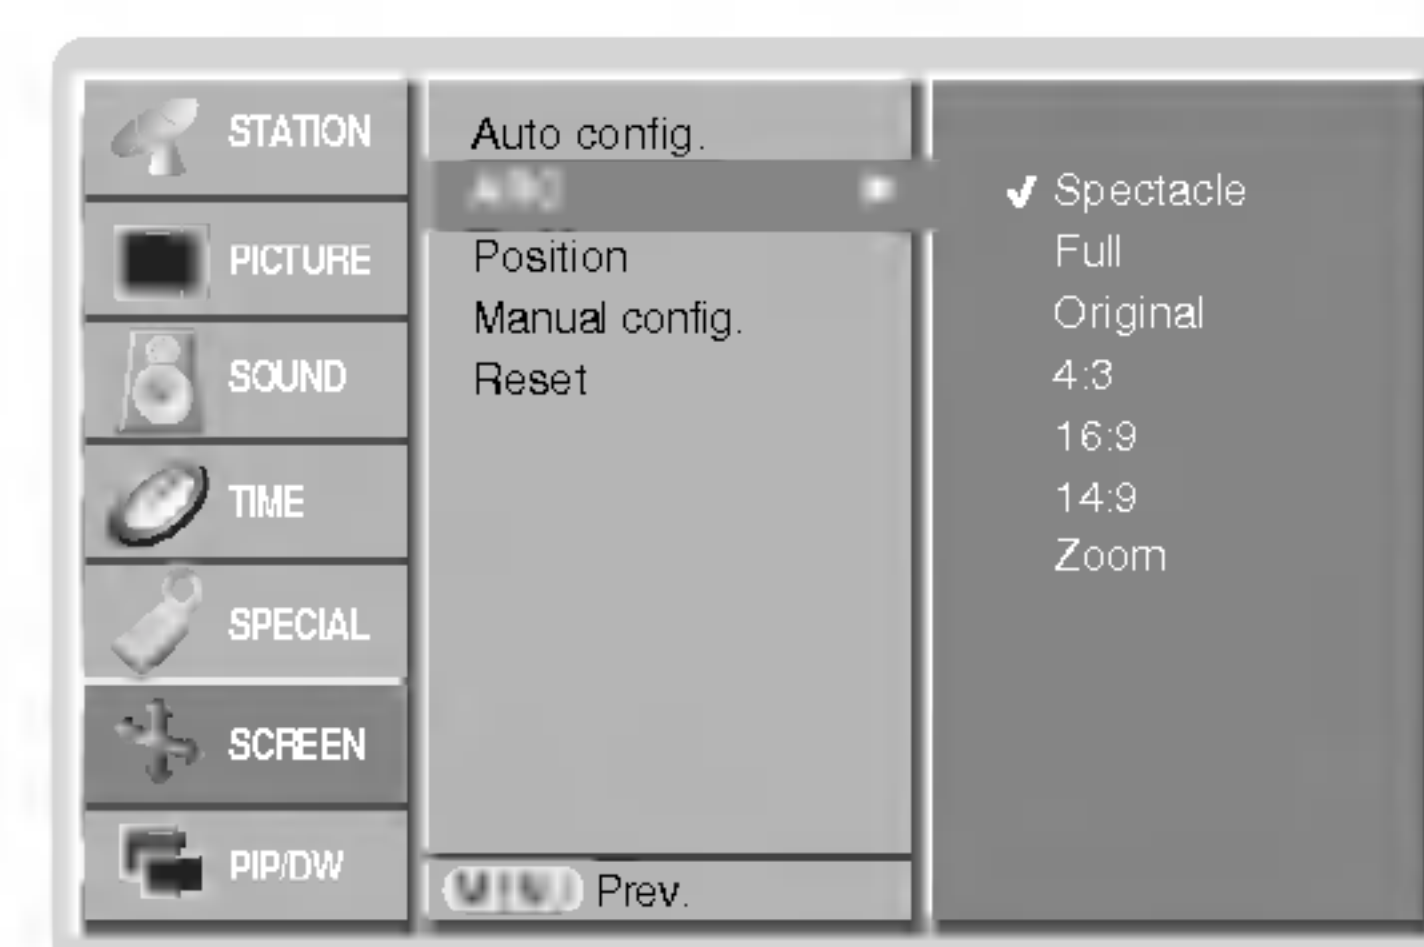 STATION
PICTURE
SOUND
TIME
SPECIAL
SCREEN
PIP/DW
Auto config.
Position
Manual config.
Reset
Prev.
Spectacle
Full
Original
4:3
16:9
14:9
Zoom